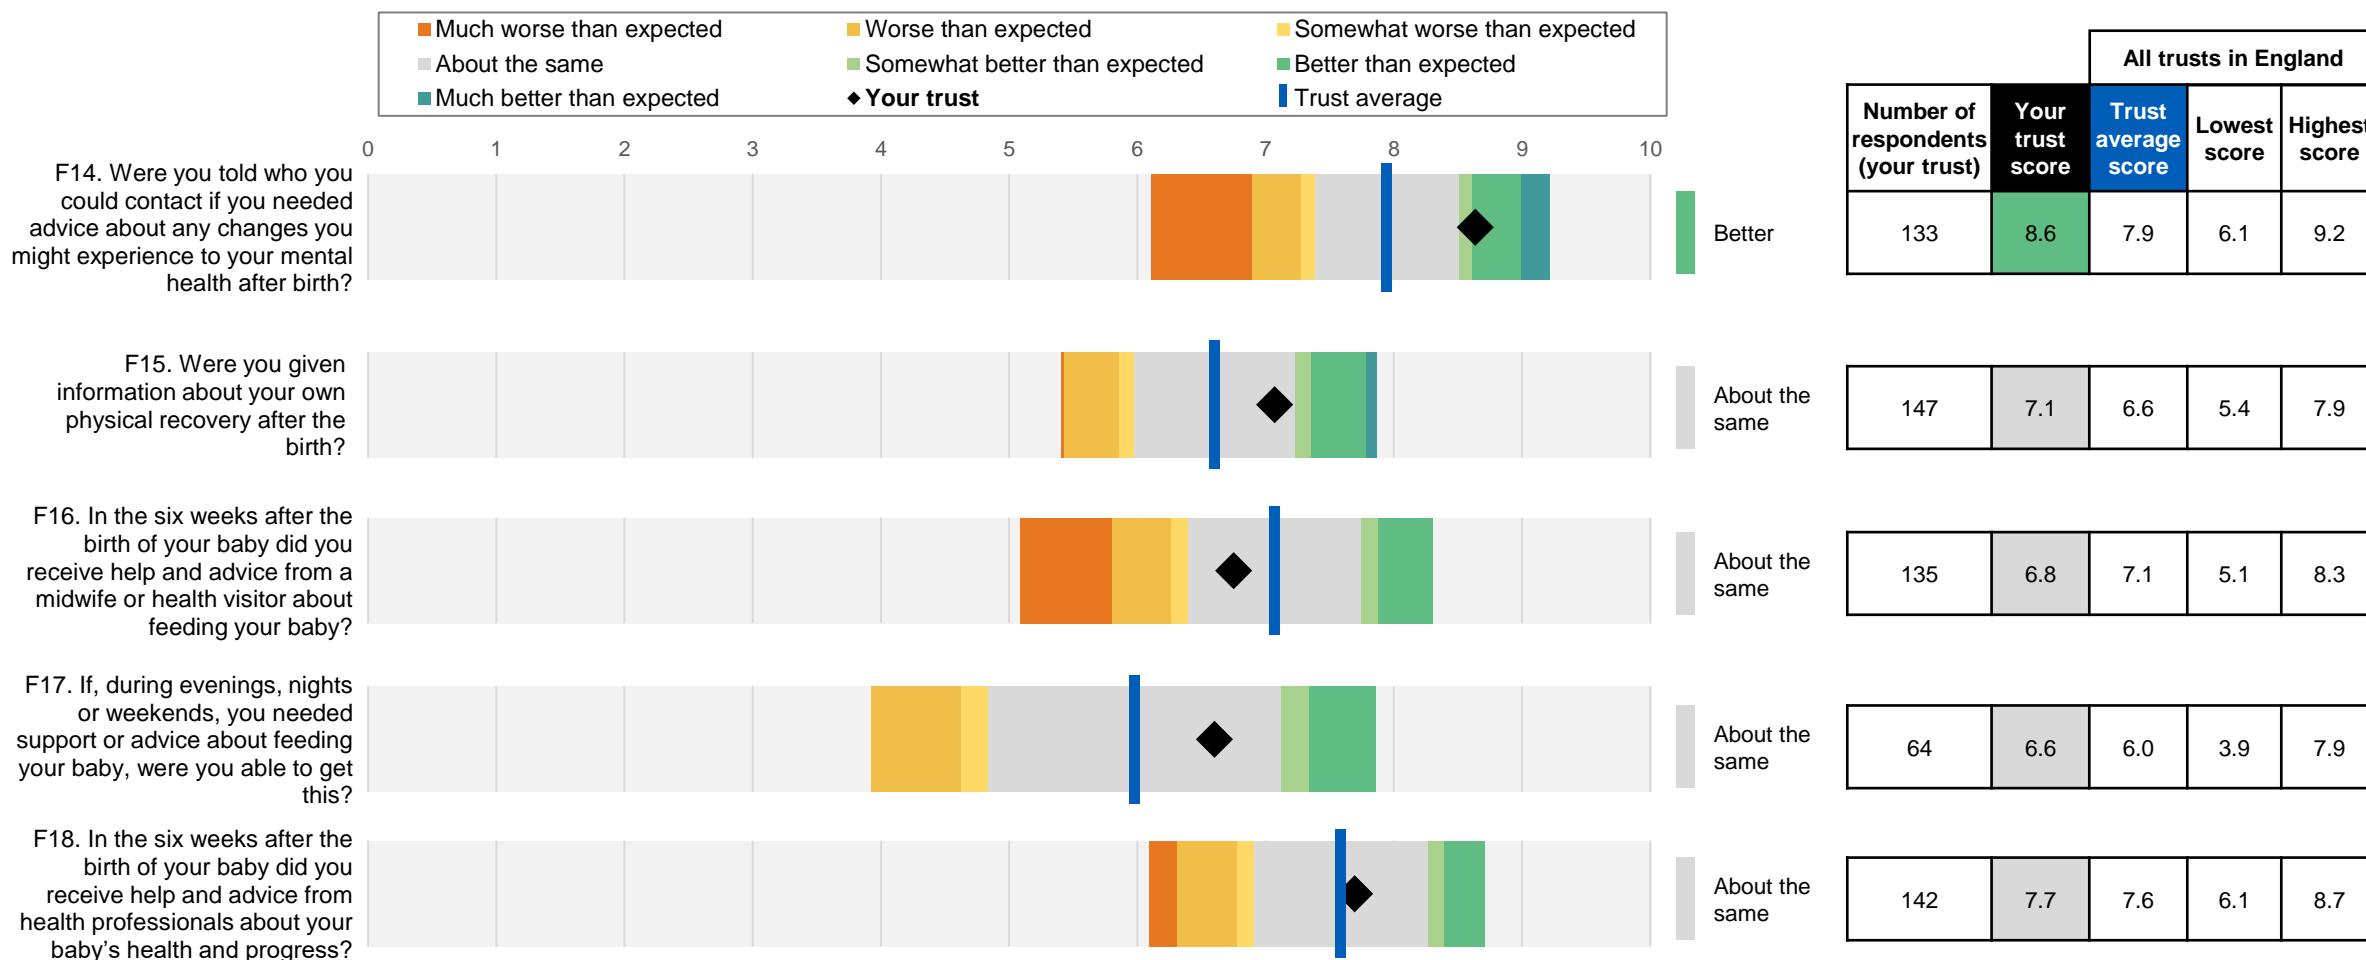 Much worse than expected
Worse than expected
Somewhat worse than expected
About the same
Somewhat better than expected
Better than expected
Much better than expected
Your trust
Trust average
All trusts in England
Number of
respondents
(your trust)
Your
trust
score
Trust
average
score
Lowest
score
Highest
score
0 1 2 3 4 5 6 7 8 9 10
F14. Were you told who you
could contact if you needed
advice about any changes you
might experience to your mental
health after birth?
Better
133 8.6 7.9 6.1 9.2
F15. Were you given
information about your own
physical recovery after the
birth?
About the
same
147 7.1 6.6 5.4 7.9
F16. In the six weeks after the
birth of your baby did you
receive help and advice from a
midwife or health visitor about
feeding your baby?
About the
same
135 6.8 7.1 5.1 8.3
F17. If, during evenings, nights
or weekends, you needed
support or advice about feeding
your baby, were you able to get
this?
About the
same
64 6.6 6.0 3.9 7.9
F18. In the six weeks after the
birth of your baby did you
receive help and advice from
health professionals about your
baby’s health and progress?
About the
same
142 7.7 7.6 6.1 8.7